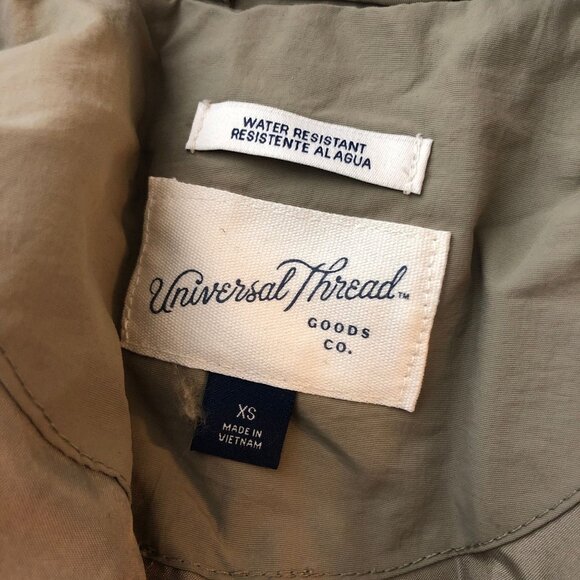 WATER RESISTANT
RESISTENTE AL AGUA
Universal Thread™
GOODS
CO.
XS
MADE IN
VIETNAM